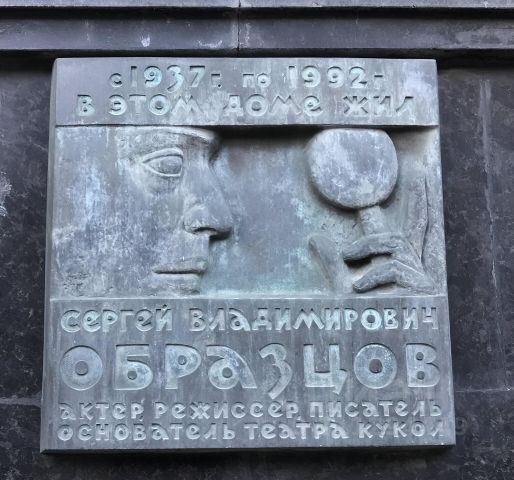 с 1937 г. по 1992 г
в этом доме жил
Сергей Владимирович
Образцов
актер, режиссер, писатель
основатель театра кукол